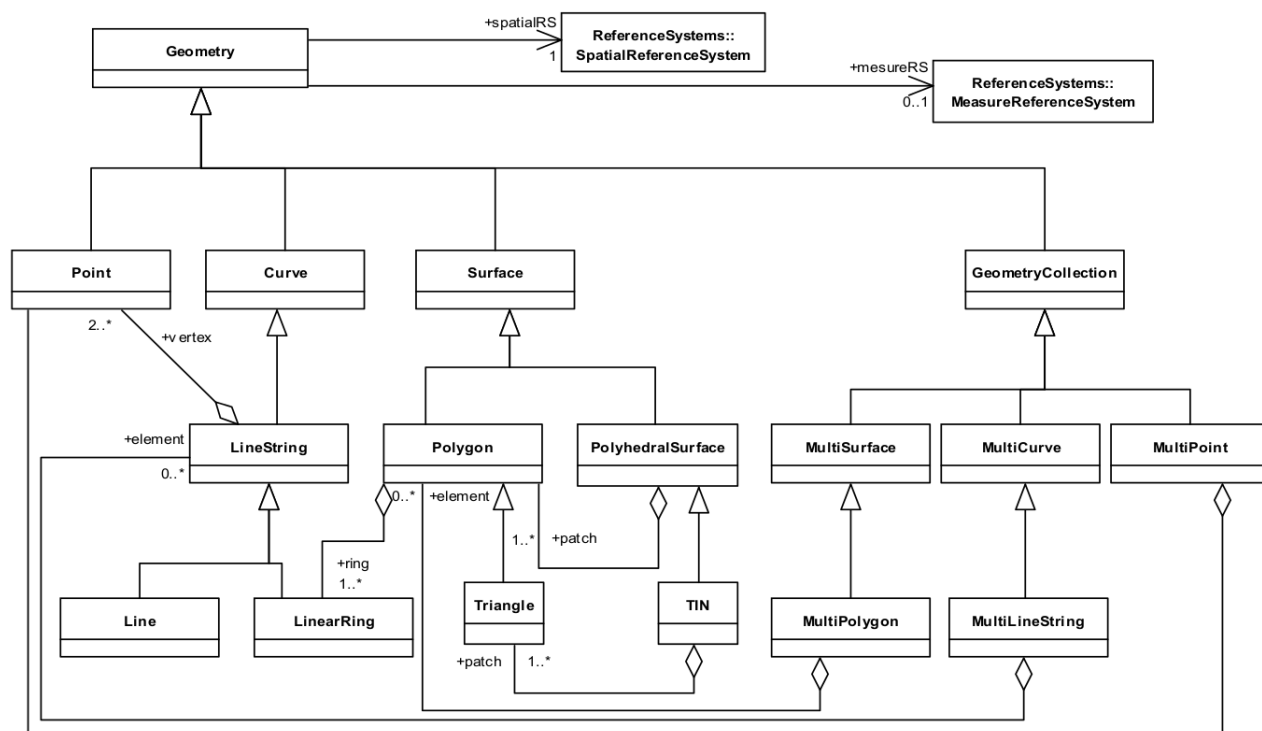 +spatialRS
Geometry
ReferenceSystems::
SpatialReferenceSystem
1
+mesureRS
ReferenceSystems::
MeasureReferenceSystem
0..1
Point
Curve
Surface
GeometryCollection
2..*
+vertex
+element
LineString
Polygon
PolyhedralSurface
MultiSurface
MultiCurve
MultiPoint
0..*
0..*
+element
1..*
+patch
+ring
1..*
Line
LinearRing
Triangle
TIN
MultiPolygon
MultiLineString
+patch
1..*